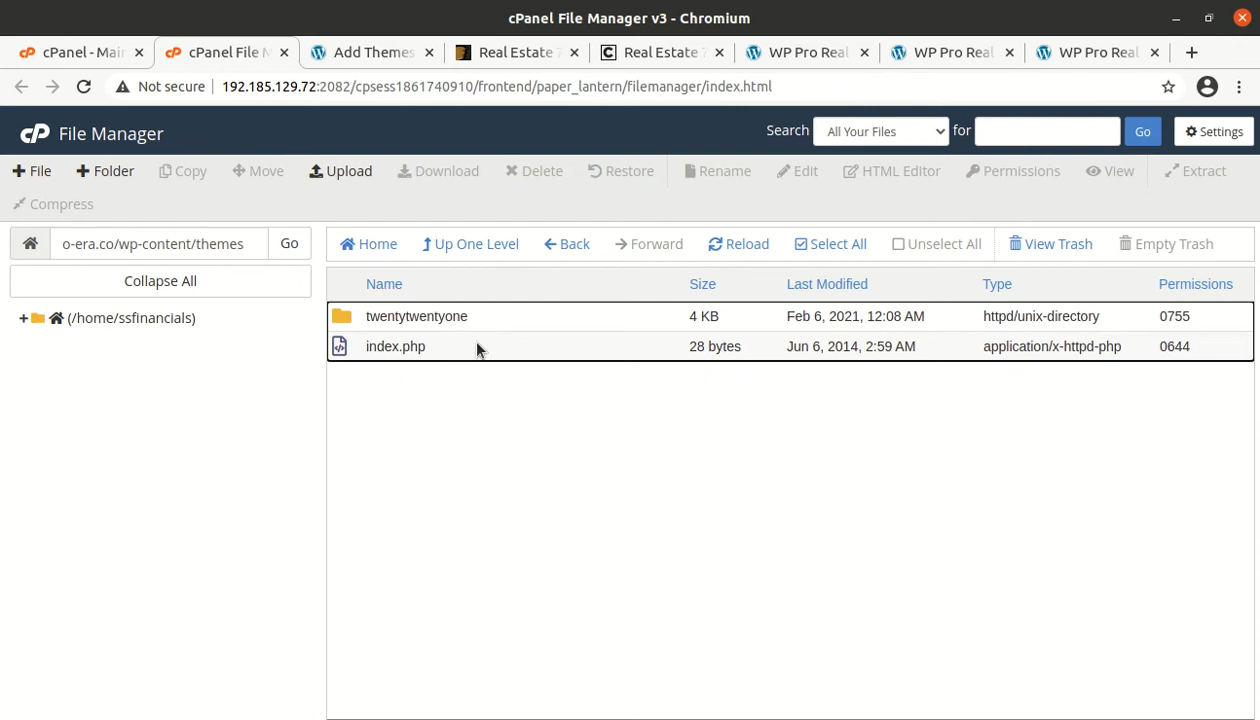 cPanel File Manager v3 - Chromium
cPanel - Mai
cPanel File M
Add Themes
Real Estate 7
Real Estate 7
WP Pro Real
WP Pro Real
WP Pro Real
Not secure
192.185.129.72:2082/cpsess1861740910/frontend/paper_lantern/filemanager/index.html
cP File Manager
Search All Your Files for Go Settings
+ File + Folder Copy Move Upload Download Delete Restore Rename Edit HTML Editor Permissions View Extract
Compress
o-era.co/wp-content/themes Go
Home Up One Level Back Forward Reload Select All Unselect All View Trash Empty Trash
Collapse All
+ (/home/ssfinancials)
Name Size Last Modified Type Permissions
twentytwentyone 4 KB Feb 6, 2021, 12:08 AM httpd/unix-directory 0755
index.php 28 bytes Jun 6, 2014, 2:59 AM application/x-httpd-php 0644